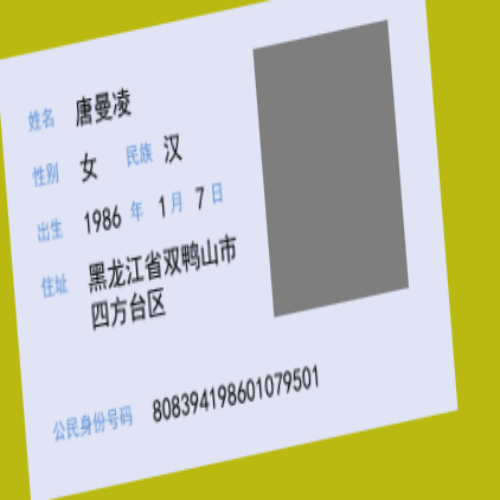 姓名 唐曼凌
性别 女 民族 汉
出生 1986 年 1 月 7 日
住址 黑龙江省双鸭山市
四方台区
公民身份号码 808394198601079501